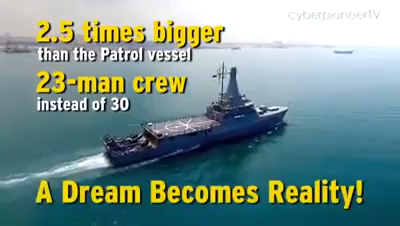 cyberpioneerTV
2.5 times bigger
than the Patrol vessel
23-man crew
instead of 30
A Dream Becomes Reality!